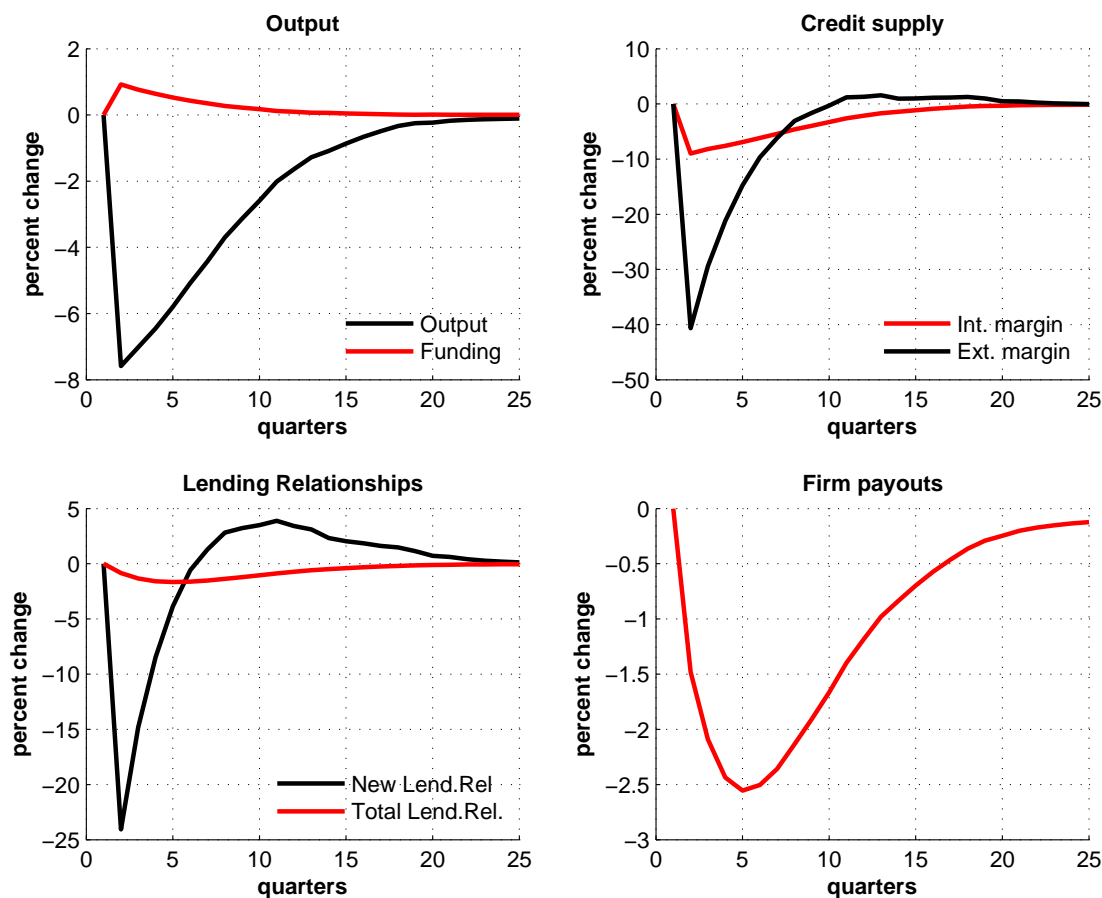 Output
percent change
2
0
−2
−4
−6
−8
0
5
10
15
20
25
quarters
Output
Funding
Credit supply
percent change
10
0
−10
−20
−30
−40
−50
0
5
10
15
20
25
quarters
Int. margin
Ext. margin
Lending Relationships
percent change
5
0
−5
−10
−15
−20
−25
0
5
10
15
20
25
quarters
New Lend.Rel
Total Lend.Rel.
Firm payouts
percent change
0
−0.5
−1
−1.5
−2
−2.5
−3
0
5
10
15
20
25
quarters